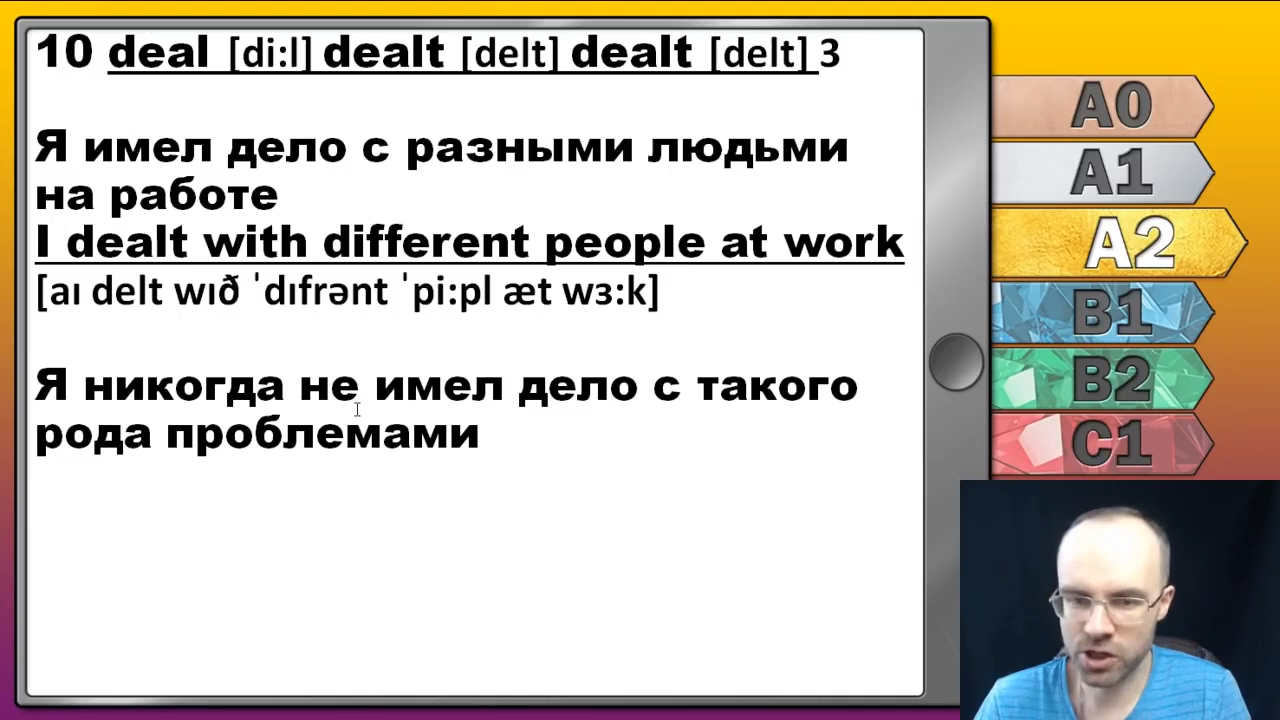 10 deal [di:l] dealt [delt] dealt [delt] 3
Я имел дело с разными людьми
на работе
I dealt with different people at work
[aɪ delt wɪð ˈdɪfrənt ˈpi:pl æt wɜ:k]
Я никогда не имел дело с такого
рода проблемами
A0
A1
A2
B1
B2
C1